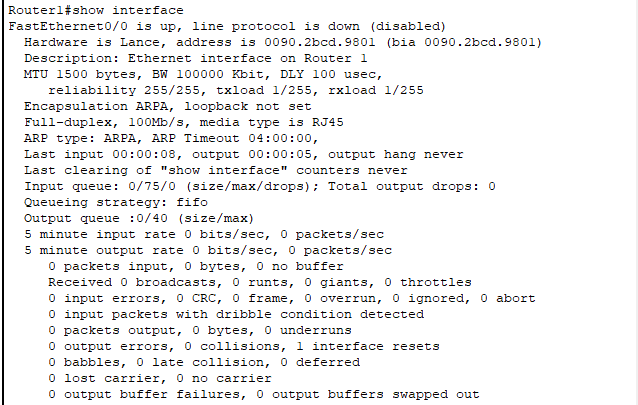 Router1#show interface
FastEthernet0/0 is up, line protocol is down (disabled)
Hardware is Lance, address is 0090.2bcd.9801 (bia 0090.2bcd.9801)
Description: Ethernet interface on Router 1
MTU 1500 bytes, BW 100000 Kbit, DLY 100 usec,
reliability 255/255, txload 1/255, rxload 1/255
Encapsulation ARPA, loopback not set
Full-duplex, 100Mb/s, media type is RJ45
ARP type: ARPA, ARP Timeout 04:00:00,
Last input 00:00:08, output 00:00:05, output hang never
Last clearing of "show interface" counters never
Input queue: 0/75/0 (size/max/drops); Total output drops: 0
Queueing strategy: fifo
Output queue :0/40 (size/max)
5 minute input rate 0 bits/sec, 0 packets/sec
5 minute output rate 0 bits/sec, 0 packets/sec
0 packets input, 0 bytes, 0 no buffer
Received 0 broadcasts, 0 runts, 0 giants, 0 throttles
0 input errors, 0 CRC, 0 frame, 0 overrun, 0 ignored, 0 abort
0 input packets with dribble condition detected
0 packets output, 0 bytes, 0 underruns
0 output errors, 0 collisions, 1 interface resets
0 babbles, 0 late collision, 0 deferred
0 lost carrier, 0 no carrier
0 output buffer failures, 0 output buffers swapped out